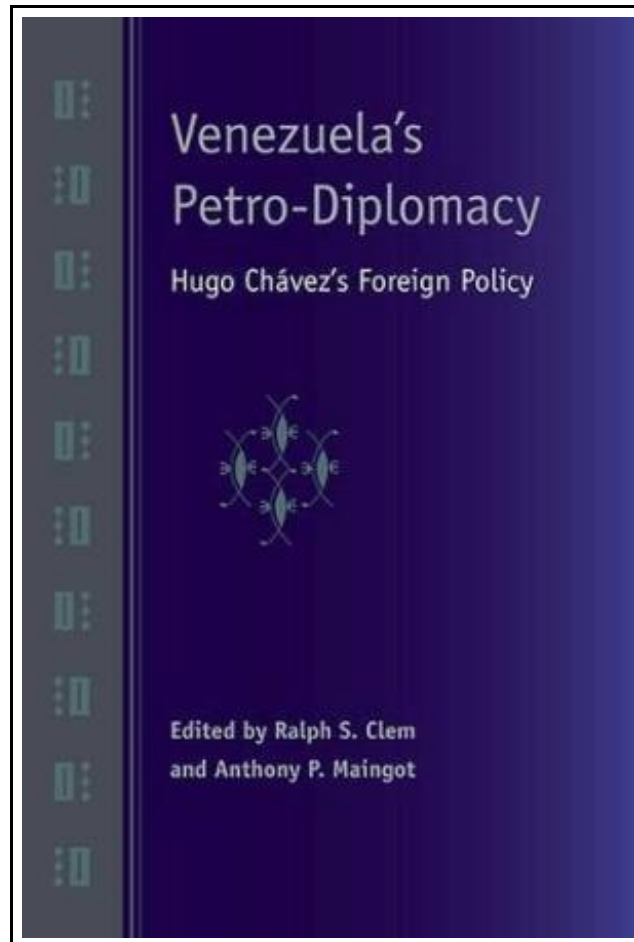 Venezuela's
Petro-Diplomacy
Hugo Chávez's Foreign Policy
Edited by Ralph S. Clem
and Anthony P. Maingot